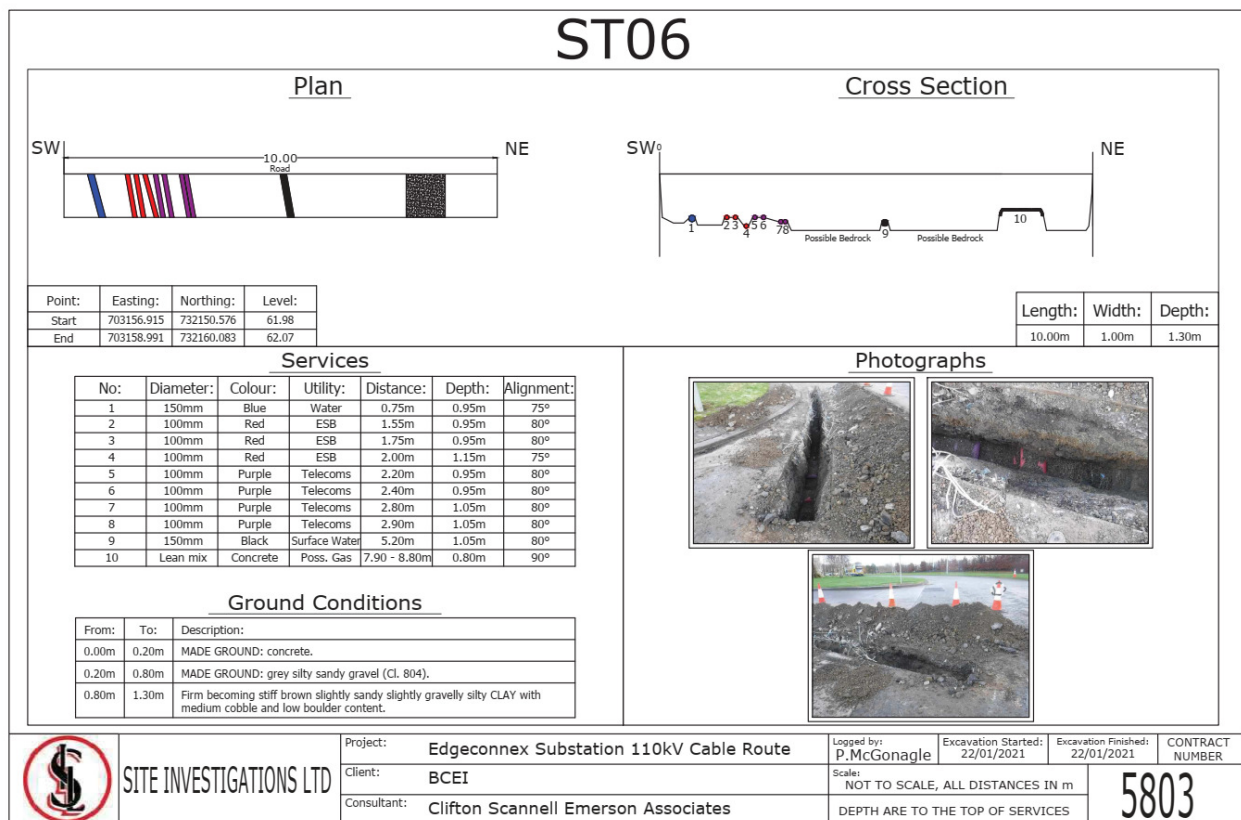 ST06
Plan
SW
10.00
Road
NE
Cross Section
SW 0
NE
1
2 3
4
5 6
7 8
Possible Bedrock
9
Possible Bedrock
10
Point: Easting: Northing: Level:
Start 703156.915 732150.576 61.98
End 703158.991 732160.083 62.07
Length: Width: Depth:
10.00m 1.00m 1.30m
Services
No: Diameter: Colour: Utility: Distance: Depth: Alignment:
1 150mm Blue Water 0.75m 0.95m 75°
2 100mm Red ESB 1.55m 0.95m 80°
3 100mm Red ESB 1.75m 0.95m 80°
4 100mm Red ESB 2.00m 1.15m 75°
5 100mm Purple Telecoms 2.20m 0.95m 80°
6 100mm Purple Telecoms 2.40m 0.95m 80°
7 100mm Purple Telecoms 2.80m 1.05m 80°
8 100mm Purple Telecoms 2.90m 1.05m 80°
9 150mm Black Surface Water 5.20m 1.05m 80°
10 Lean mix Concrete Poss. Gas 7.90 - 8.80m 0.80m 90°
Ground Conditions
From: To: Description:
0.00m 0.20m MADE GROUND: concrete.
0.20m 0.80m MADE GROUND: grey silty sandy gravel (Cl. 804).
0.80m 1.30m Firm becoming stiff brown slightly sandy slightly gravelly silty CLAY with
medium cobble and low boulder content.
Photographs
SITE INVESTIGATIONS LTD
Project: Edgeconnex Substation 110kV Cable Route
Client: BCEI
Consultant: Clifton Scannell Emerson Associates
Logged by:
P.McGonagle
Excavation Started:
22/01/2021
Excavation Finished:
22/01/2021
CONTRACT
NUMBER
Scale:
NOT TO SCALE, ALL DISTANCES IN m
DEPTH ARE TO THE TOP OF SERVICES
5803